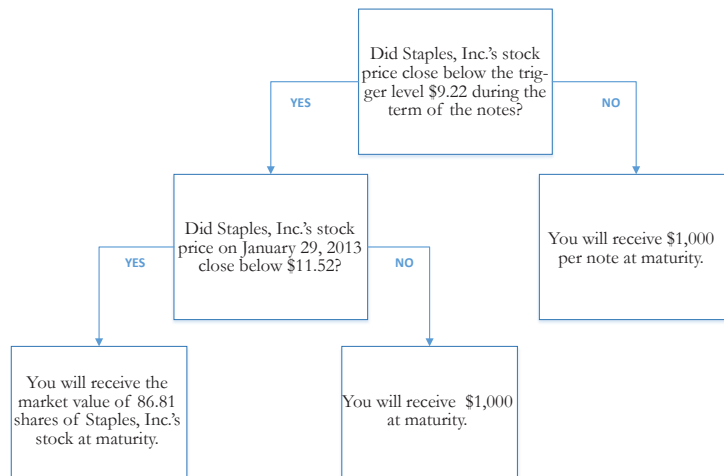 Did Staples, Inc.'s stock
price close below the trig-
ger level $9.22 during the
term of the notes?
YES
NO
Did Staples, Inc.'s stock
price on January 29, 2013
close below $11.52?
You will receive $1,000
per note at maturity.
YES
NO
You will receive the
market value of 86.81
shares of Staples, Inc.'s
stock at maturity.
You will receive $1,000
at maturity.